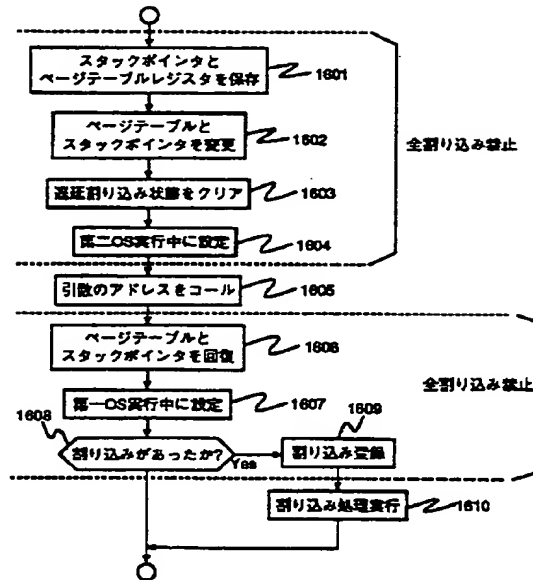 スタックポインタと
ページテーブルレジスタを保存
1601
ページテーブルと
スタックポインタを変更
1602
全割り込み禁止
遅延割り込み状態をクリア
1603
第二OS実行中に設定
1604
引数のアドレスをコール
1605
ページテーブルと
スタックポインタを回復
1606
全割り込み禁止
第一OS実行中に設定
1607
1608
割り込みがあったか?
Yes
1609
割り込み登録
割り込み処理実行
1610